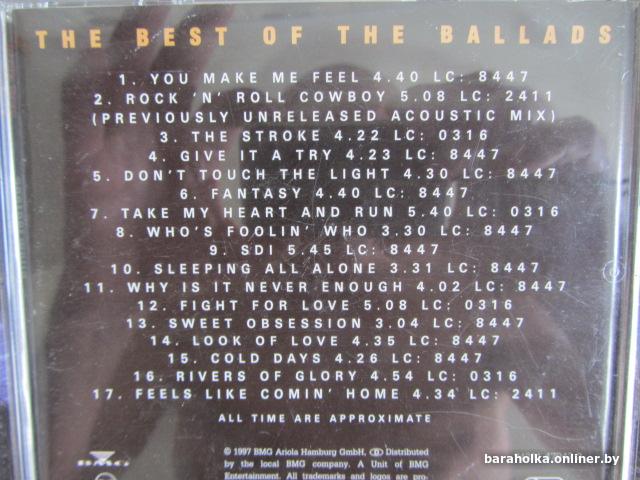 THE BEST OF THE BALLADS
1. YOU MAKE ME FEEL 4.40 LC: 8447
2. ROCK 'N' ROLL COWBOY 5.08 LC: 2411
(PREVIOUSLY UNRELEASED ACOUSTIC MIX)
3. THE STROKE 4.22 LC: 0316
4. GIVE IT A TRY 4.23 LC: 8447
5. DON'T TOUCH THE LIGHT 4.30 LC: 8447
6. FANTASY 4.40 LC: 8447
7. TAKE MY HEART AND RUN 5.40 LC: 0316
8. WHO'S FOOLIN' WHO 3.30 LC: 8447
9. SDI 5.45 LC: 8447
10. SLEEPING ALL ALONE 3.31 LC: 8447
11. WHY IS IT NEVER ENOUGH 4.02 LC: 8447
12. FIGHT FOR LOVE 5.08 LC: 0316
13. SWEET OBSESSION 3.04 LC: 8447
14. LOOK OF LOVE 4.35 LC: 8447
15. COLD DAYS 4.26 LC: 8447
16. RIVERS OF GLORY 4.54 LC: 0316
17. FEELS LIKE COMIN' HOME 4.34 LC: 2411
ALL TIME ARE APPROXIMATE
© 1997 BMG Ariola Hamburg GmbH, Distributed
by the local BMG company. A Unit of BMG
Entertainment. All trademarks and logos are pro-
BMG
baraholka.onliner.by